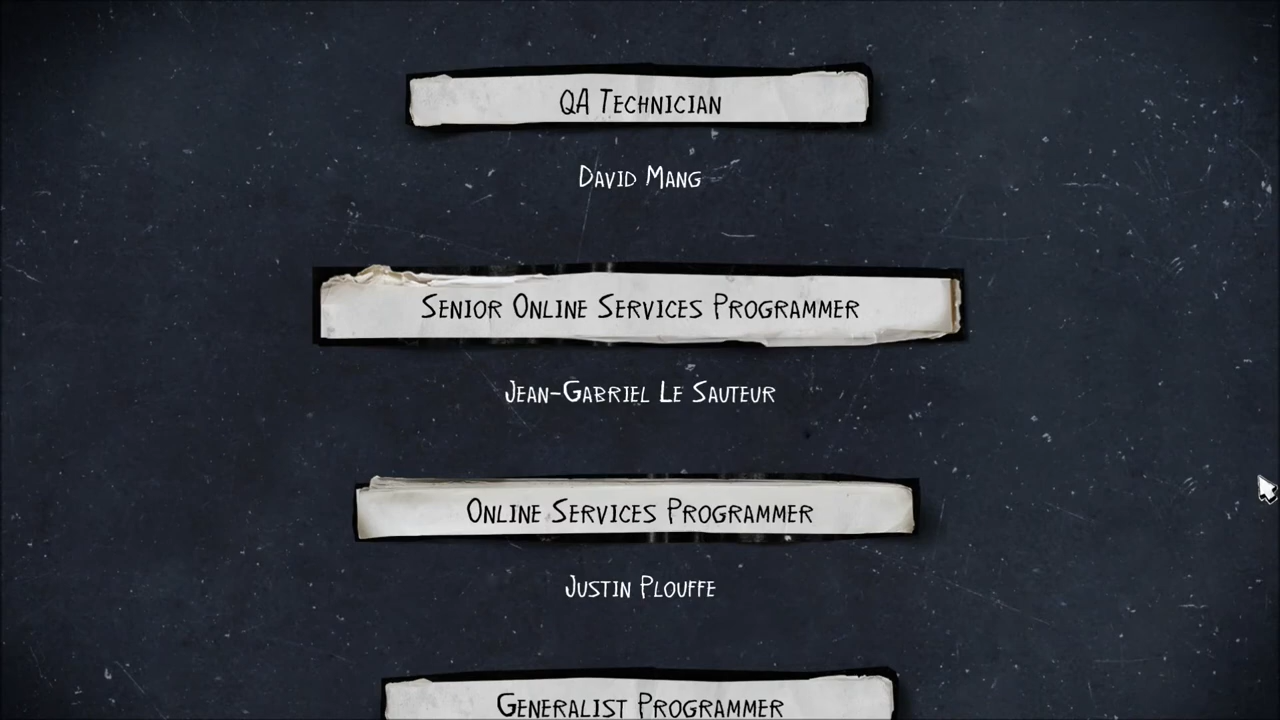 QA Technician
David Mang
Senior Online Services Programmer
Jean-Gabriel Le Sauteur
Online Services Programmer
Justin Plouffe
Generalist Programmer